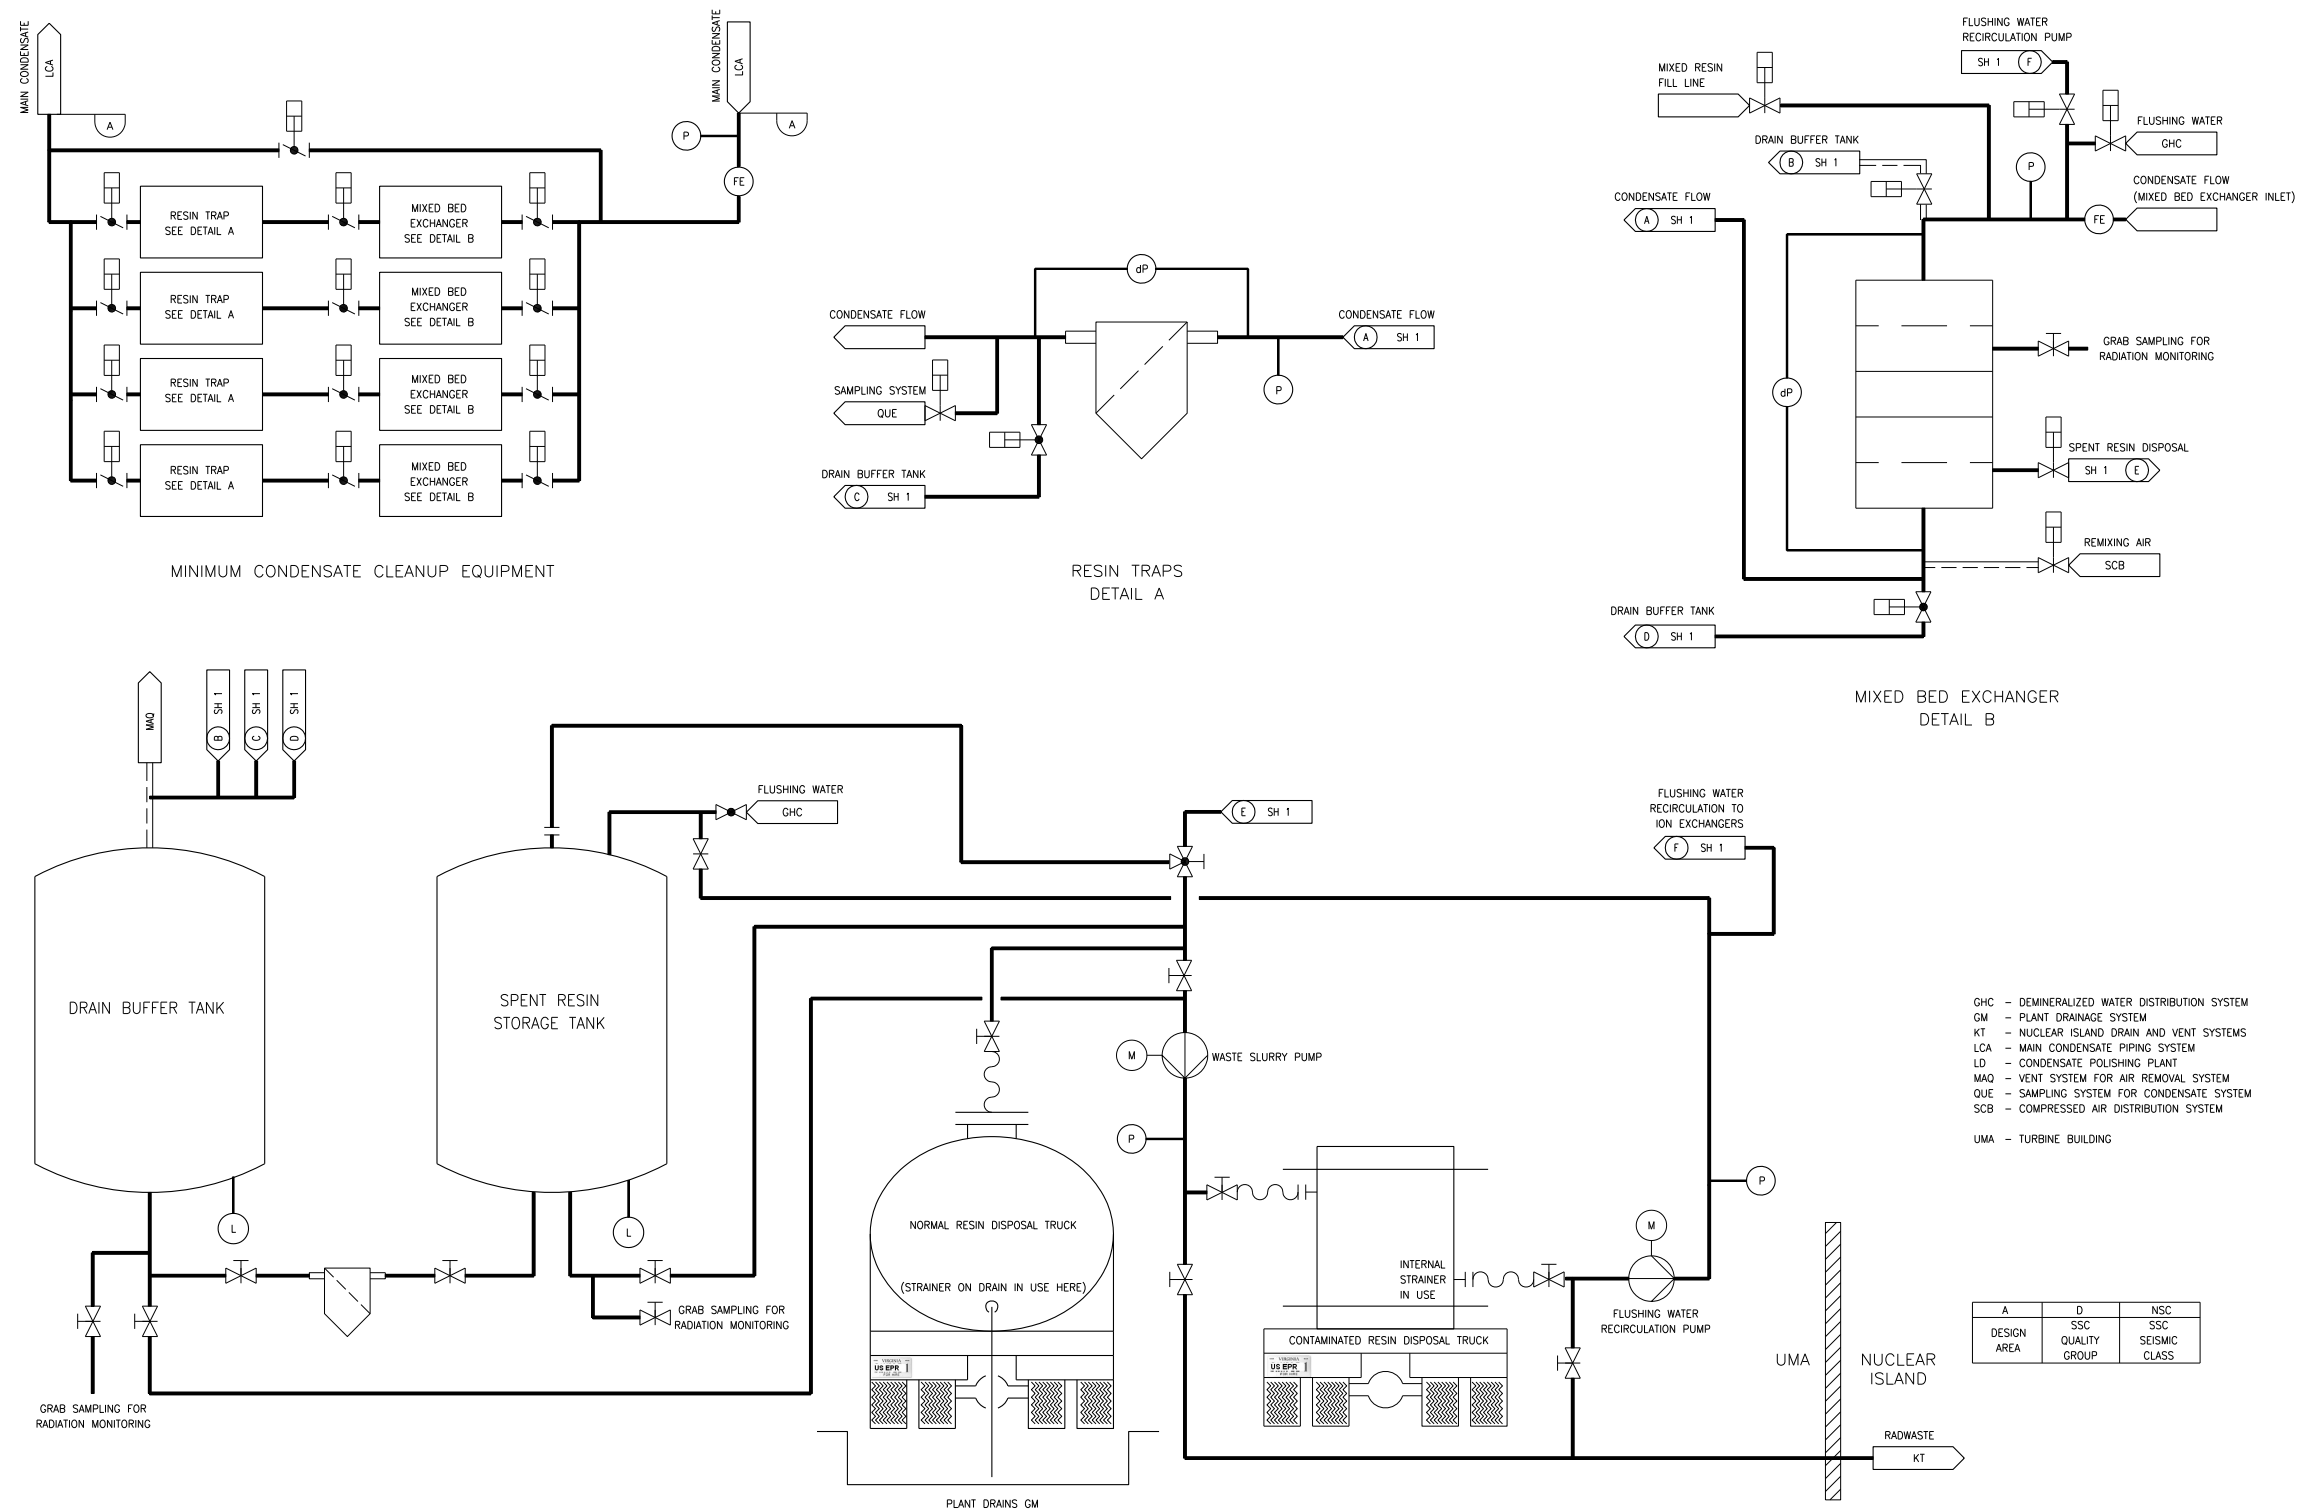 MAIN CONDENSATE
LCA
A
MAIN CONDENSATE
LCA
A
P
FE
RESIN TRAP
SEE DETAIL A
MIXED BED
EXCHANGER
SEE DETAIL B
RESIN TRAP
SEE DETAIL A
MIXED BED
EXCHANGER
SEE DETAIL B
RESIN TRAP
SEE DETAIL A
MIXED BED
EXCHANGER
SEE DETAIL B
RESIN TRAP
SEE DETAIL A
MIXED BED
EXCHANGER
SEE DETAIL B
MINIMUM CONDENSATE CLEANUP EQUIPMENT
dP
CONDENSATE FLOW
CONDENSATE FLOW
A SH 1
SAMPLING SYSTEM
QUE
P
DRAIN BUFFER TANK
C SH 1
RESIN TRAPS
DETAIL A
FLUSHING WATER
RECIRCULATION PUMP
SH 1 F
MIXED RESIN
FILL LINE
FLUSHING WATER
GHC
DRAIN BUFFER TANK
B SH 1
P
CONDENSATE FLOW
(MIXED BED EXCHANGER INLET)
FE
CONDENSATE FLOW
A SH 1
GRAB SAMPLING FOR
RADIATION MONITORING
dP
SPENT RESIN DISPOSAL
SH 1 E
REMIXING AIR
SCB
DRAIN BUFFER TANK
D SH 1
MIXED BED EXCHANGER
DETAIL B
MAQ
B SH 1
C SH 1
D SH 1
FLUSHING WATER
GHC
E SH 1
FLUSHING WATER
RECIRCULATION TO
ION EXCHANGERS
F SH 1
DRAIN BUFFER TANK
SPENT RESIN
STORAGE TANK
M
WASTE SLURRY PUMP
P
L
L
P
NORMAL RESIN DISPOSAL TRUCK
(STRAINER ON DRAIN IN USE HERE)
M
INTERNAL
STRAINER
IN USE
GRAB SAMPLING FOR
RADIATION MONITORING
FLUSHING WATER
RECIRCULATION PUMP
CONTAMINATED RESIN DISPOSAL TRUCK
VIRGINIA
US EPR
VIRGINIA
US EPR
GRAB SAMPLING FOR
RADIATION MONITORING
PLANT DRAINS GM
UMA
NUCLEAR
ISLAND
RADWASTE
KT
GHC – DEMINERALIZED WATER DISTRIBUTION SYSTEM
GM – PLANT DRAINAGE SYSTEM
KT – NUCLEAR ISLAND DRAIN AND VENT SYSTEMS
LCA – MAIN CONDENSATE PIPING SYSTEM
LD – CONDENSATE POLISHING PLANT
MAQ – VENT SYSTEM FOR AIR REMOVAL SYSTEM
QUE – SAMPLING SYSTEM FOR CONDENSATE SYSTEM
SCB – COMPRESSED AIR DISTRIBUTION SYSTEM
UMA – TURBINE BUILDING
A D NSC
DESIGN
AREA
SSC
QUALITY
GROUP
SSC
SEISMIC
CLASS